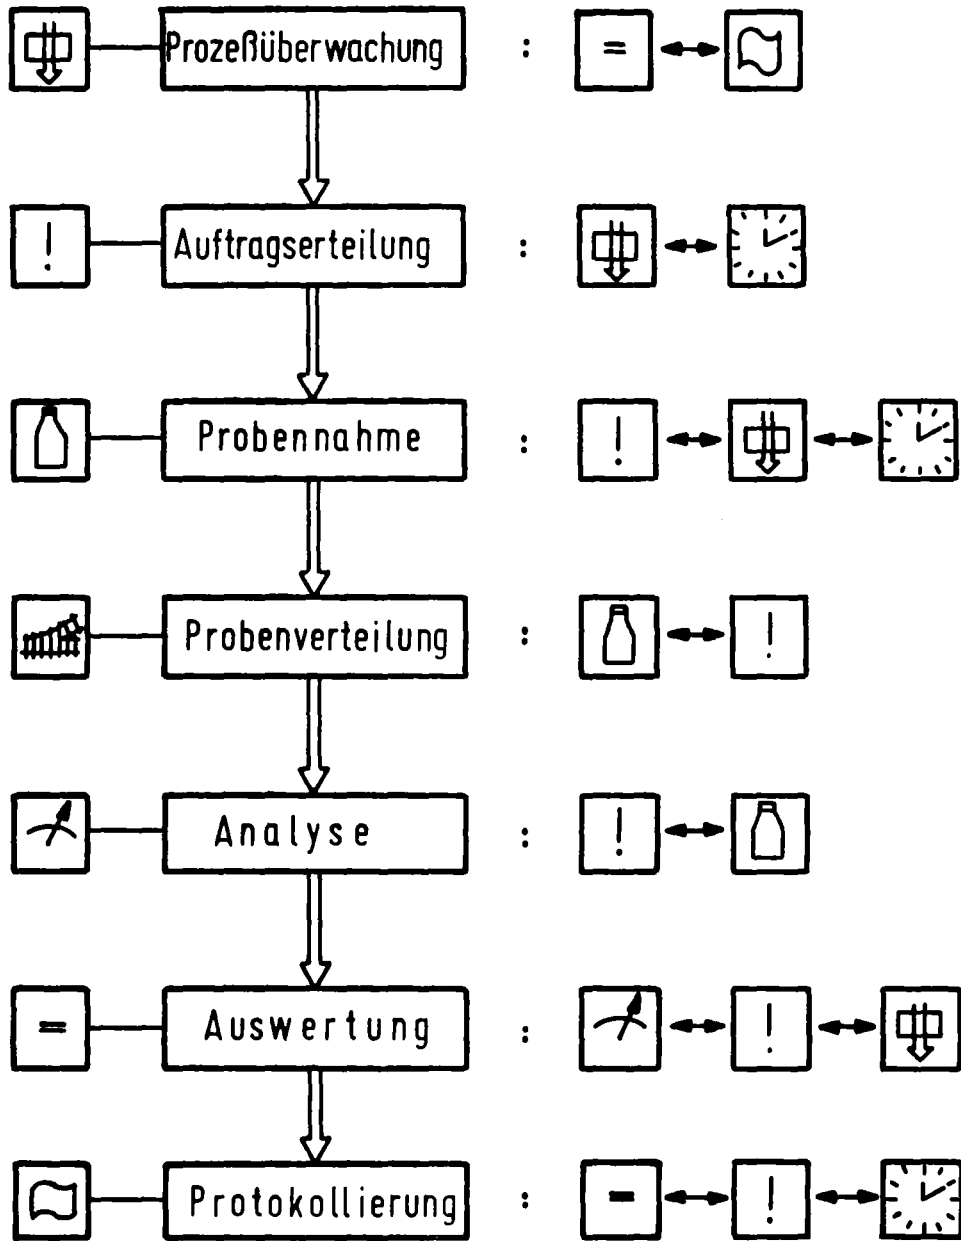 Prozeßüberwachung : =
! Auftragserteilung :
Probennahme : !
Probenverteilung : !
Analyse : !
= Auswertung : !
Protokollierung : = !